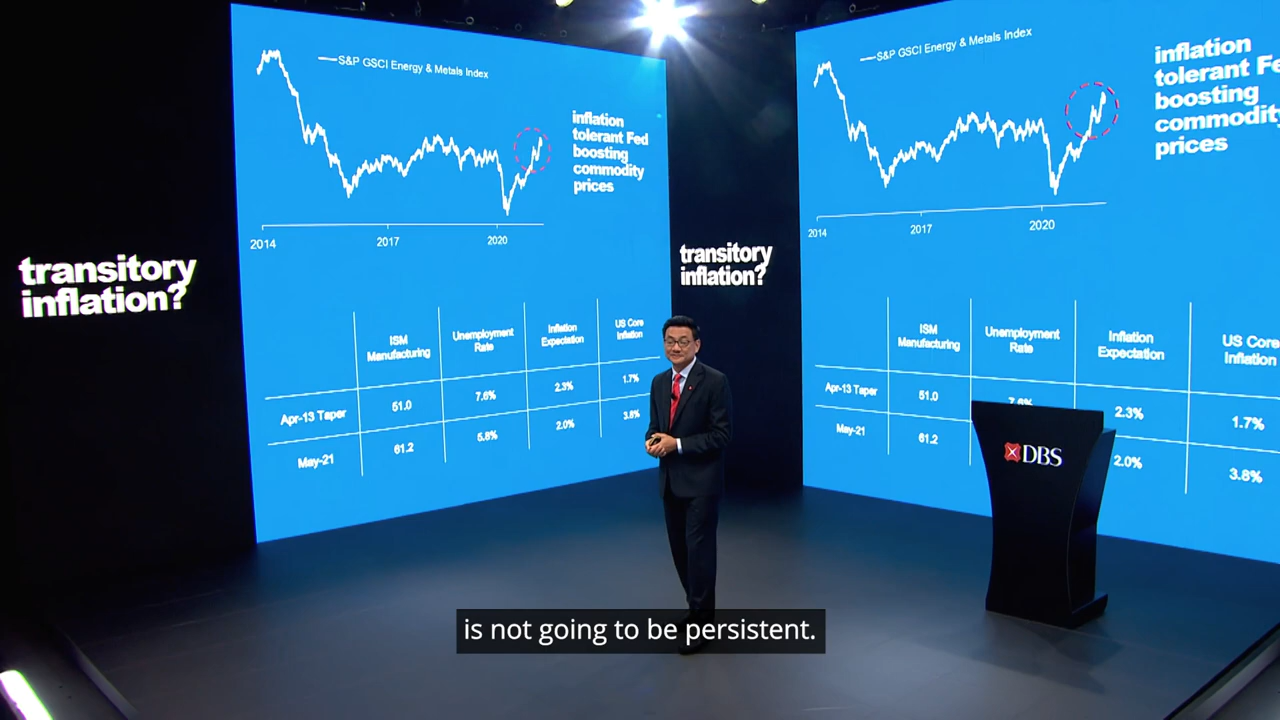 transitory
inflation?
S&P GSCI Energy & Metals Index
inflation
tolerant Fed
boosting
commodity
prices
2014
2017
2020
ISM
Manufacturing
Unemployment
Rate
Inflation
Expectation
US Core
Inflation
Apr-13 Taper
51.0
7.6%
2.3%
1.7%
May-21
61.2
5.8%
2.0%
3.8%
transitory
inflation?
S&P GSCI Energy & Metals Index
inflation
tolerant Fe
boosting
commodity
prices
2014
2017
2020
ISM
Manufacturing
Unemployment
Rate
Inflation
Expectation
US Core
Inflation
Apr-13 Taper
51.0
7.6%
2.3%
1.7%
May-21
61.2
2.0%
3.8%
DBS
is not going to be persistent.